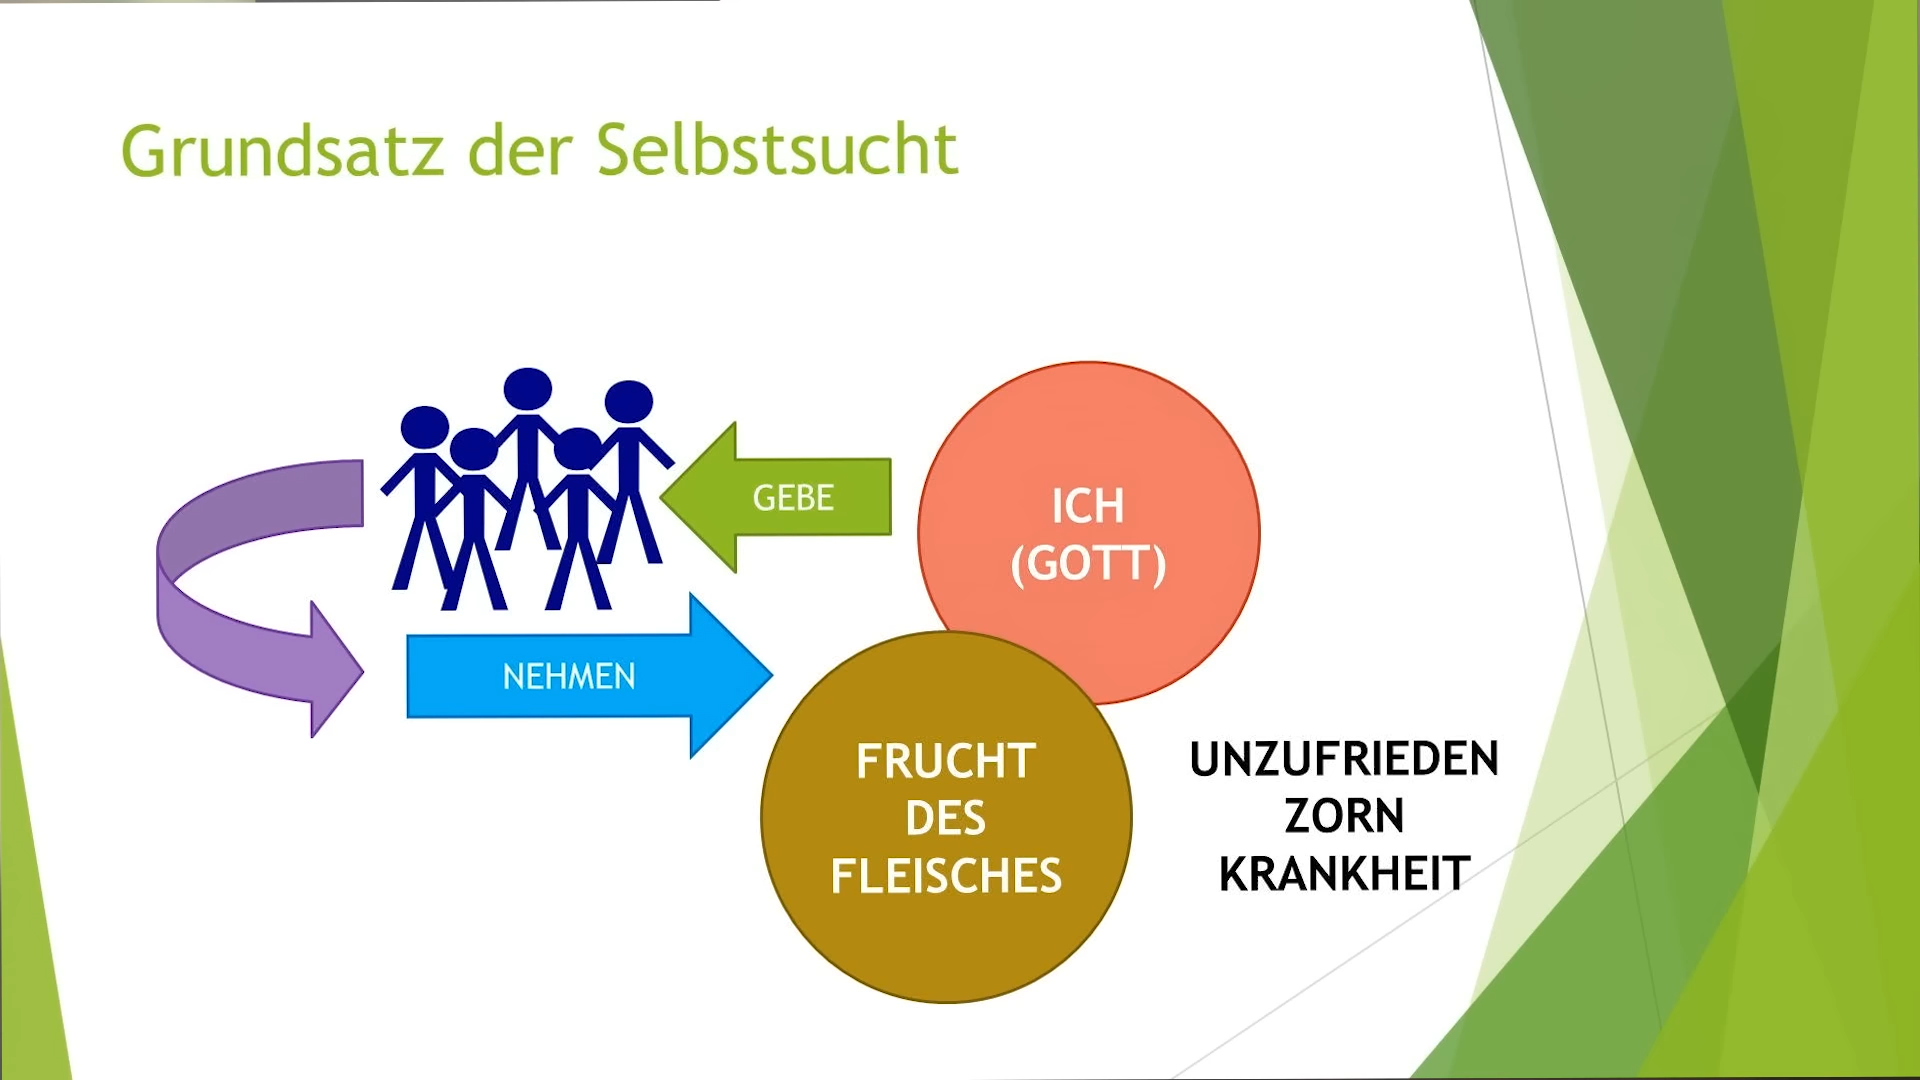 Grundsatz der Selbstsucht
GEBE
ICH
(GOTT)
NEHMEN
FRUCHT
DES
FLEISCHES
UNZUFRIEDEN
ZORN
KRANKHEIT